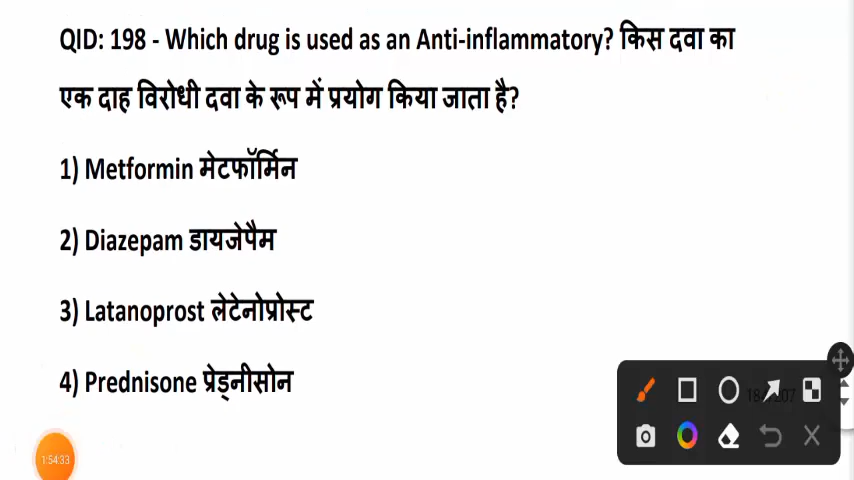 QID: 198 - Which drug is used as an Anti-inflammatory? किस दवा का
एक दाह विरोधी दवा के रूप में प्रयोग किया जाता है?
1) Metformin मेटफॉर्मिन
2) Diazepam डायजेपैम
3) Latanoprost लेटेनोप्रोस्ट
4) Prednisone प्रेड्नीसोन
1:54:33